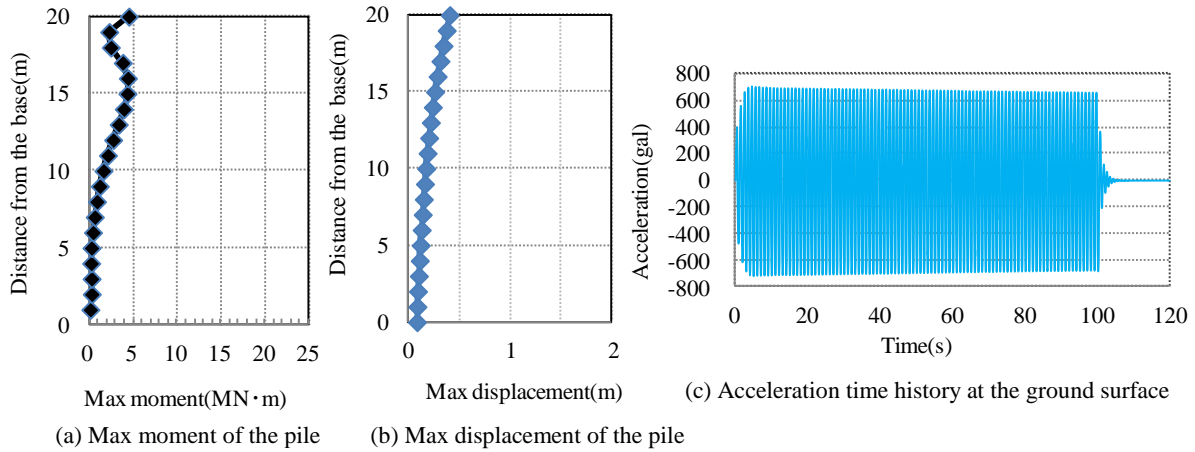 Distance from the base(m)
20
15
10
5
0
0 5 10 15 20 25
Max moment(MN·m)
(a) Max moment of the pile
Distance from the base(m)
20
15
10
5
0
0 1 2
Max displacement(m)
(b) Max displacement of the pile
Acceleration(gal)
800
600
400
200
0
-200
-400
-600
-800
0 20 40 60 80 100 120
Time(s)
(c) Acceleration time history at the ground surface